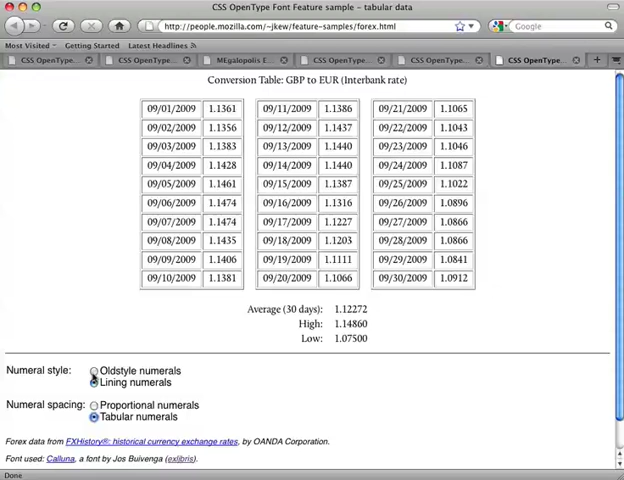 CSS OpenType Font Feature sample - tabular data
http://people.mozilla.com/~jkew/feature-samples/forex.html
Google
Most Visited
Getting Started
Latest Headlines
CSS OpenType...
CSS OpenType...
MEgalopolis E...
CSS OpenType...
CSS OpenType...
CSS OpenType...
Conversion Table: GBP to EUR (Interbank rate)
09/01/2009 1.1361 09/11/2009 1.1386 09/21/2009 1.1065
09/02/2009 1.1356 09/12/2009 1.1437 09/22/2009 1.1043
09/03/2009 1.1383 09/13/2009 1.1440 09/23/2009 1.1046
09/04/2009 1.1428 09/14/2009 1.1440 09/24/2009 1.1087
09/05/2009 1.1461 09/15/2009 1.1387 09/25/2009 1.1022
09/06/2009 1.1474 09/16/2009 1.1316 09/26/2009 1.0896
09/07/2009 1.1474 09/17/2009 1.1227 09/27/2009 1.0866
09/08/2009 1.1435 09/18/2009 1.1203 09/28/2009 1.0866
09/09/2009 1.1406 09/19/2009 1.1111 09/29/2009 1.0841
09/10/2009 1.1381 09/20/2009 1.1066 09/30/2009 1.0912
Average (30 days): 1.12272
High: 1.14860
Low: 1.07500
Numeral style: Oldstyle numerals
Lining numerals
Numeral spacing: Proportional numerals
Tabular numerals
Forex data from FXHistory®: historical currency exchange rates, by OANDA Corporation.
Font used: Calluna, a font by Jos Buivenga (exljbris).
Done